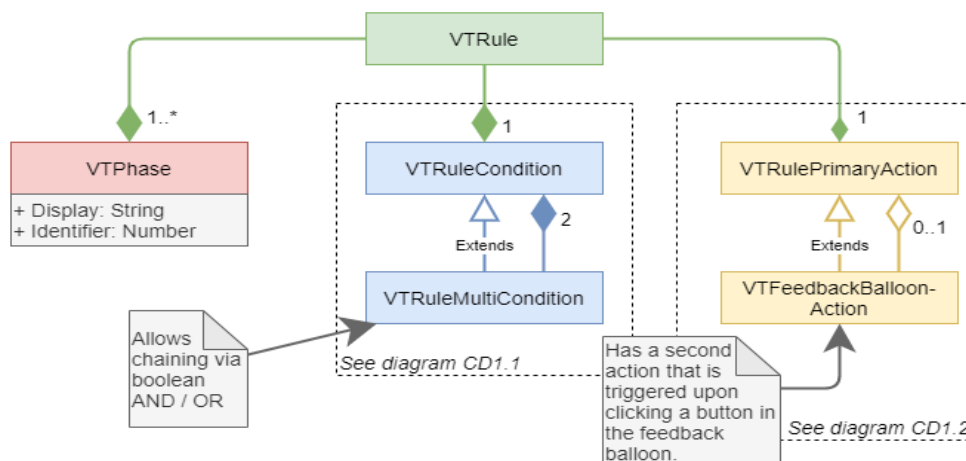 VTRule
1..*
1
1
VTPhase
+ Display: String
+ Identifier: Number
VTRuleCondition
Extends
2
VTRuleMultiCondition
See diagram CD1.1
VTRulePrimaryAction
Extends
0..1
VTFeedbackBalloon-
Action
Allows
chaining via
boolean
AND / OR
Has a second
action that is
triggered upon
clicking a button in
the feedback
balloon.
See diagram CD1.2